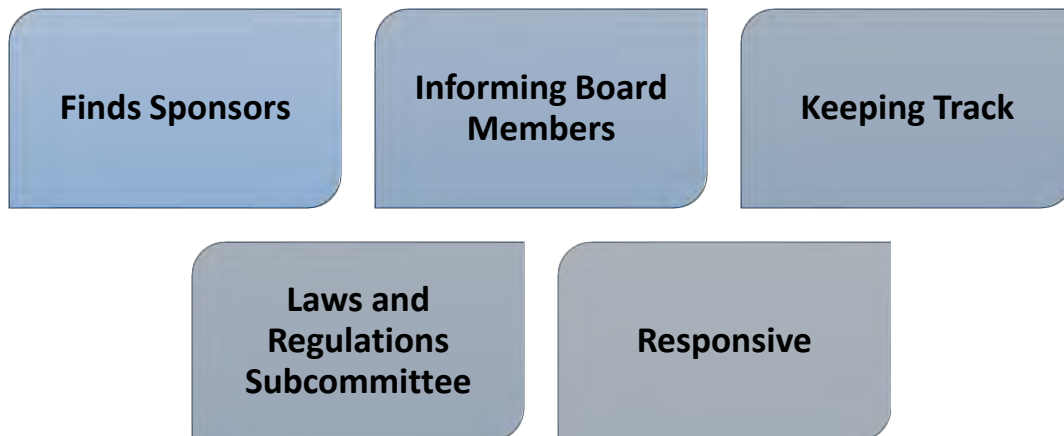 Finds Sponsors
Informing Board
Members
Keeping Track
Laws and
Regulations
Subcommittee
Responsive